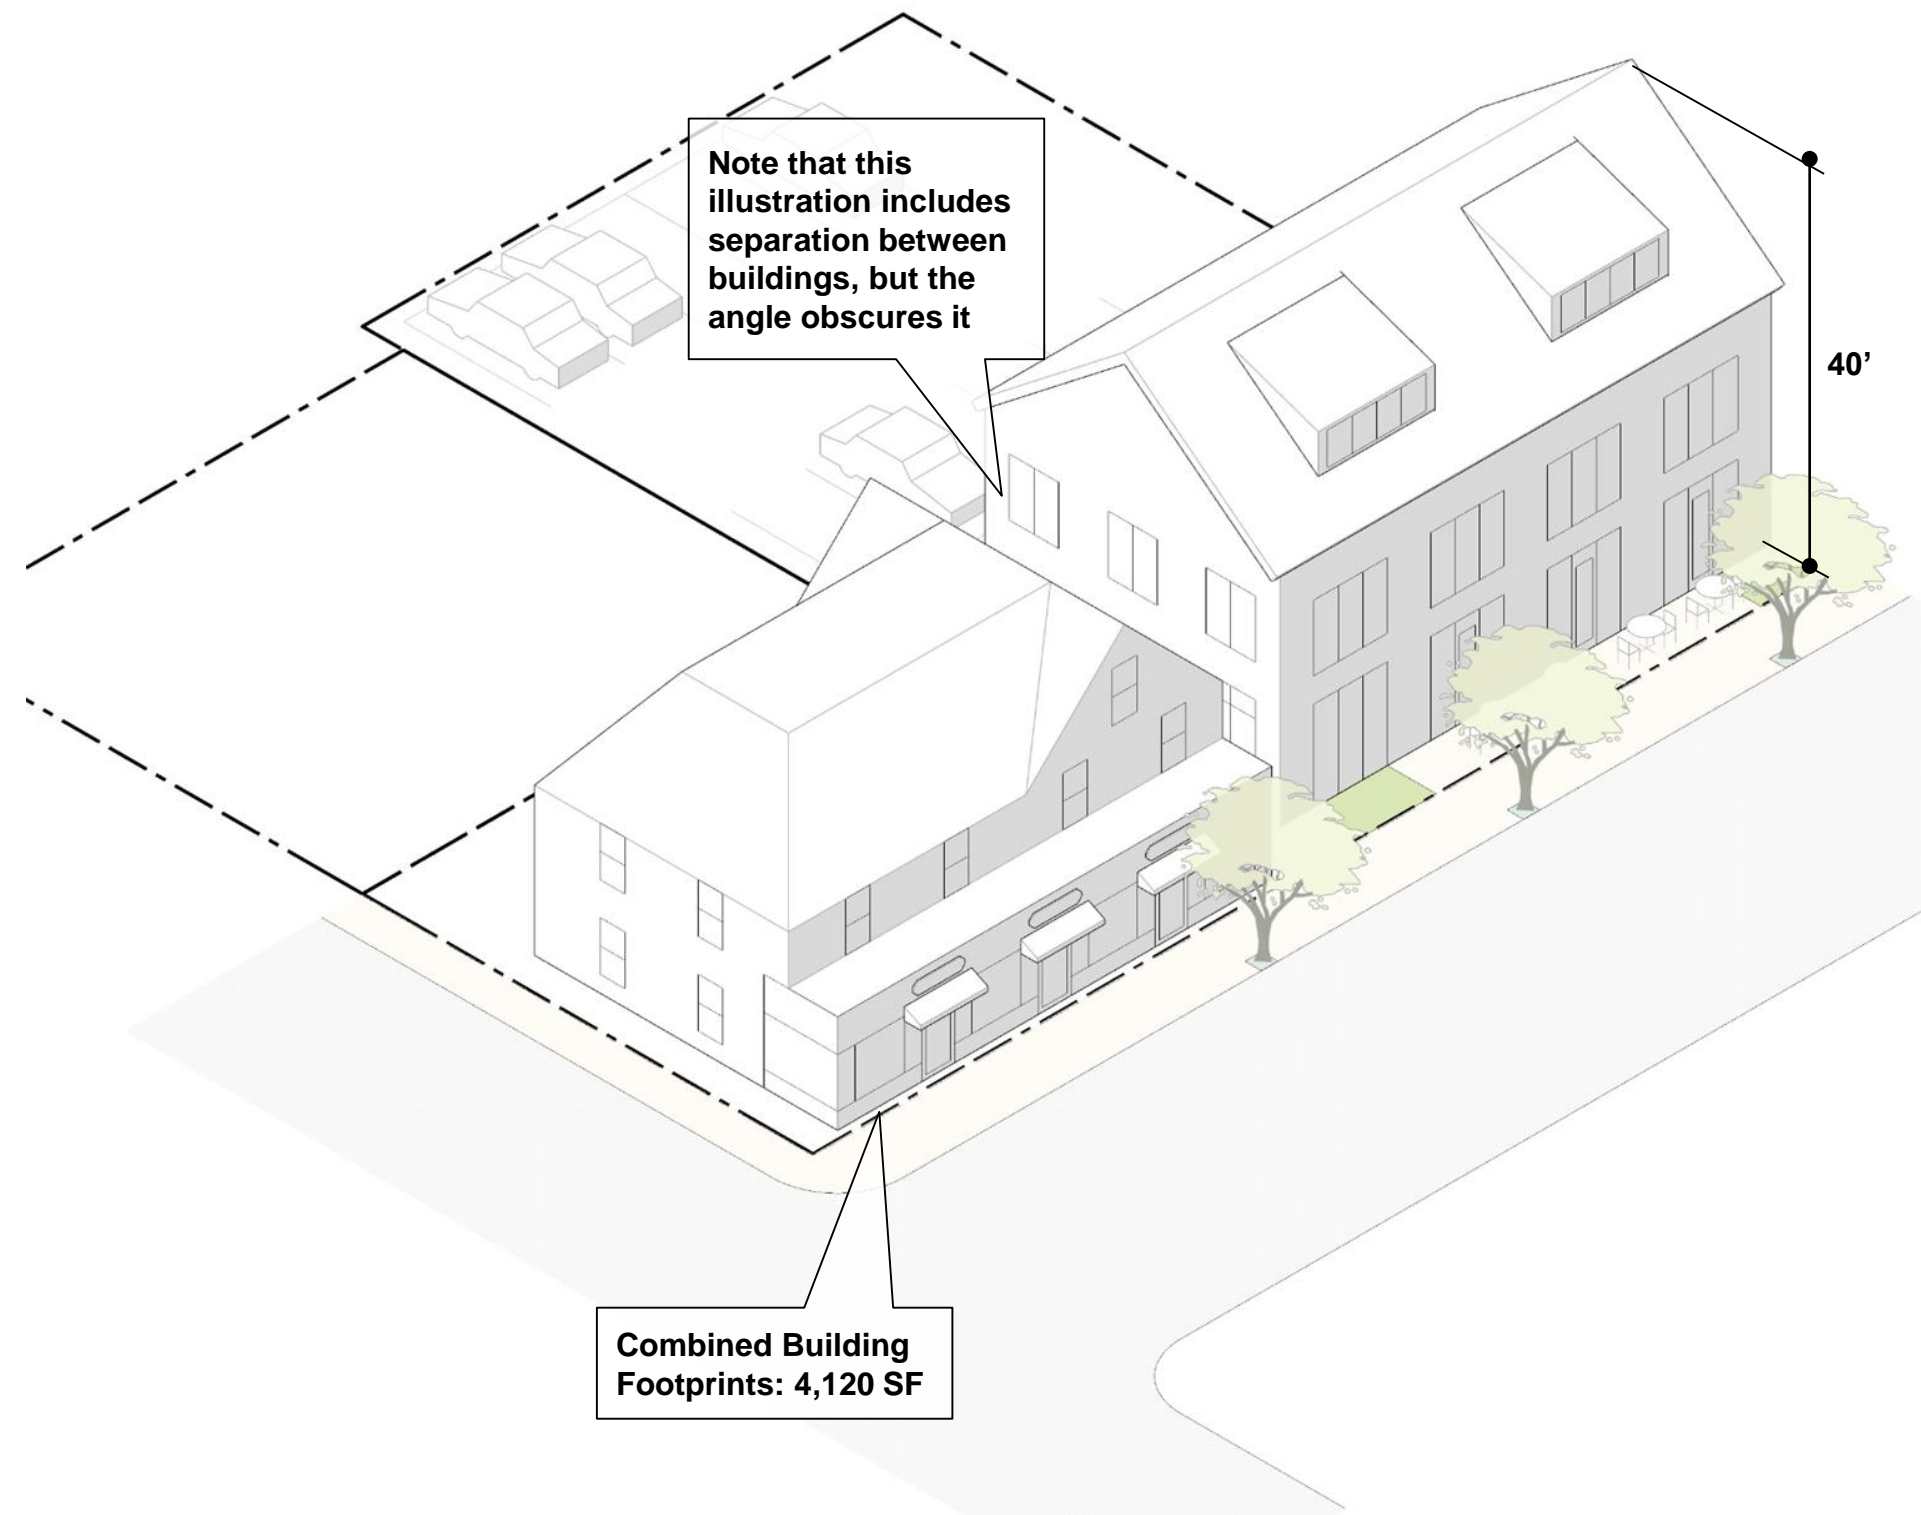 Note that this
illustration includes
separation between
buildings, but the
angle obscures it
40’
Combined Building
Footprints: 4,120 SF